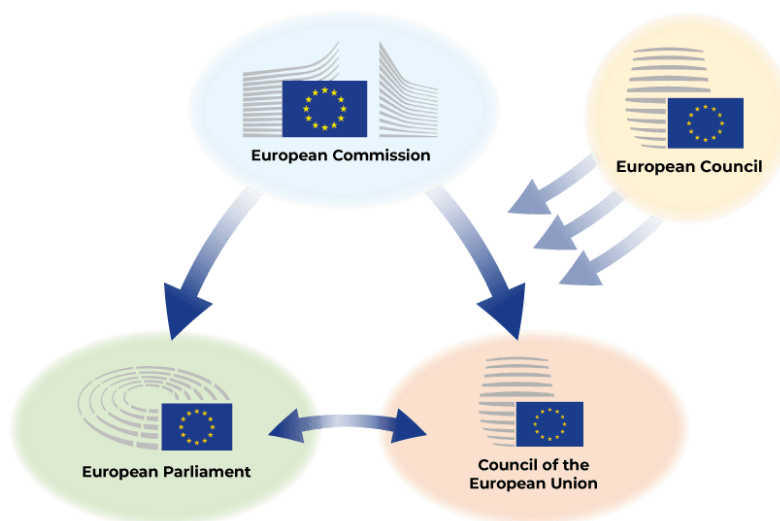 European Commission
European Council
European Parliament
Council of the
European Union